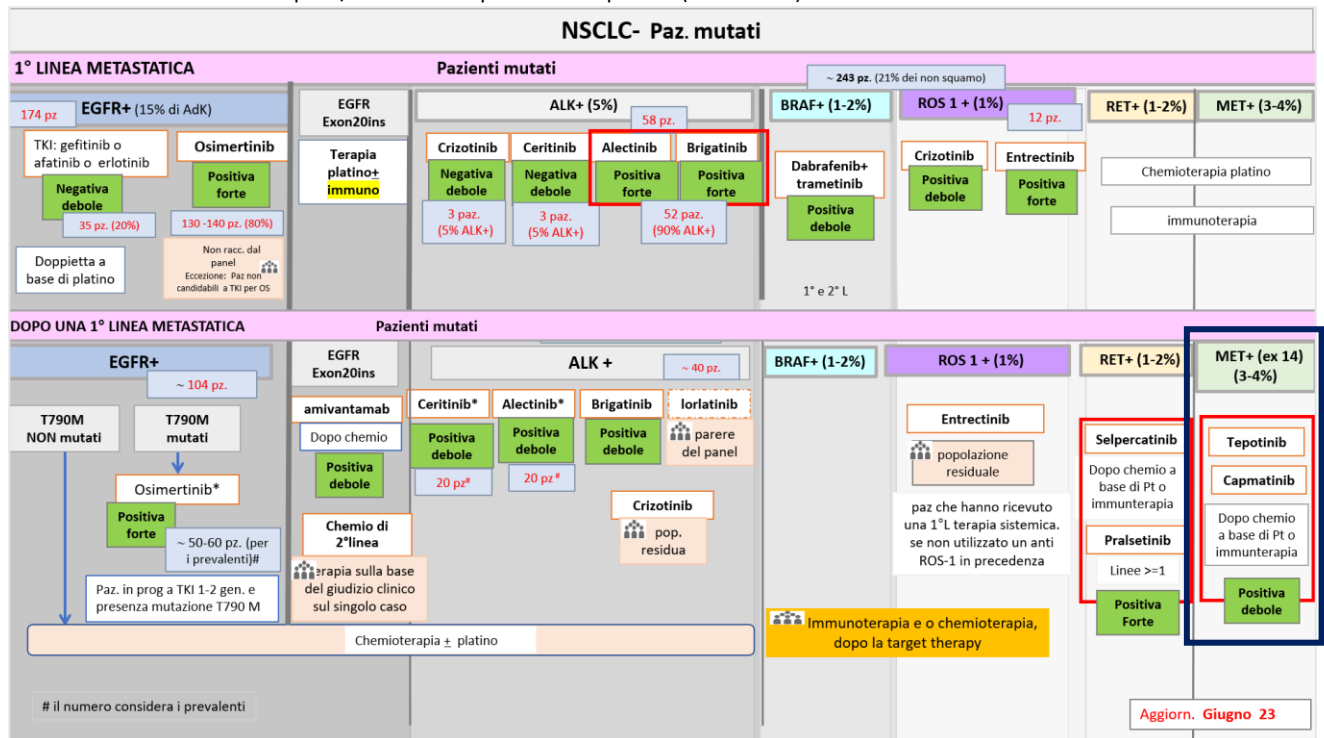 NSCLC- Paz. mutati
1° LINEA METASTATICA
Pazienti mutati
~ 243 pz. (21% dei non squamo)
174 pz
EGFR+ (15% di AdK)
TKI: gefitinib o
afatinib o erlotinib
Negativa
debole
35 pz. (20%)
Doppietta a
base di platino
Osimertinib
Positiva
forte
130 -140 pz. (80%)
Non racc. dal
panel
Eccezione: Paz non
candidabili a TKI per OS
EGFR
Exon20ins
Terapia
platino+
immuno
ALK+ (5%)
58 pz.
Crizotinib
Negativa
debole
3 paz.
(5% ALK+)
Ceritinib
Negativa
debole
3 paz.
(5% ALK+)
Alectinib
Positiva
forte
Brigatinib
Positiva
forte
52 paz.
(90% ALK+)
BRAF+ (1-2%)
Dabrafenib+
trametinib
Positiva
debole
1° e 2° L
ROS 1 + (1%)
12 pz.
Crizotinib
Positiva
debole
Entrectinib
Positiva
forte
RET+ (1-2%)
MET+ (3-4%)
Chemioterapia platino
immunoterapia
DOPO UNA 1° LINEA METASTATICA
Pazienti mutati
EGFR+
~ 104 pz.
T790M
NON mutati
T790M
mutati
Osimertinib*
Positiva
forte
~ 50-60 pz. (per
i prevalenti)#
Paz. in prog a TKI 1-2 gen. e
presenza mutazione T790 M
EGFR
Exon20ins
amivantamab
Dopo chemio
Positiva
debole
Chemio di
2°linea
erapia sulla base
del giudizio clinico
sul singolo caso
ALK +
~ 40 pz.
Ceritinib*
Positiva
debole
20 pz#
Alectinib*
Positiva
debole
20 pz#
Brigatinib
Positiva
debole
lorlatinib
parere
del panel
Crizotinib
pop.
residua
Chemioterapia + platino
BRAF+ (1-2%)
ROS 1 + (1%)
Entrectinib
popolazione
residuale
paz che hanno ricevuto
una 1°L terapia sistemica.
se non utilizzato un anti
ROS-1 in precedenza
Immunoterapia e o chemioterapia,
dopo la target therapy
RET+ (1-2%)
Selpercatinib
Dopo chemio a
base di Pt o
immunterapia
Pralsetinib
Linee >=1
Positiva
Forte
MET+ (ex 14)
(3-4%)
Tepotinib
Capmatinib
Dopo chemio
a base di Pt o
immunterapia
Positiva
debole
# il numero considera i prevalenti
Aggiorn. Giugno 23